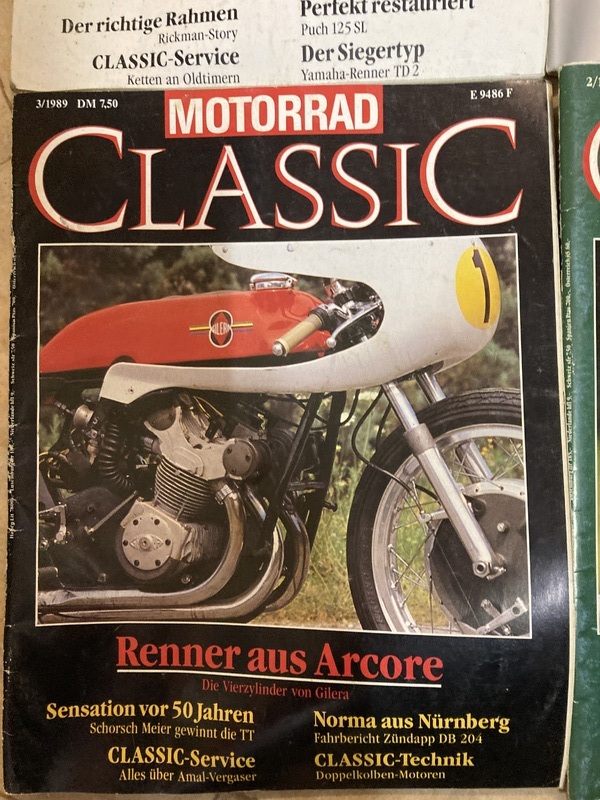 Der richtige Rahmen
Rickman-Story
CLASSIC-Service
Ketten an Oldtimern
Perfekt restauriert
Puch 125 SL
Der Siegertyp
Yamaha-Renner TD 2
3/1989 DM 7,50
E 9486 F
MOTORRAD
CLASSIC
GILERA
1
Renner aus Arcore
Die Vierzylinder von Gilera
Sensation vor 50 Jahren
Schorsch Meier gewinnt die TT
CLASSIC-Service
Alles über Amal-Vergaser
Norma aus Nürnberg
Fahrbericht Zündapp DB 204
CLASSIC-Technik
Doppelkolben-Motoren
2/1